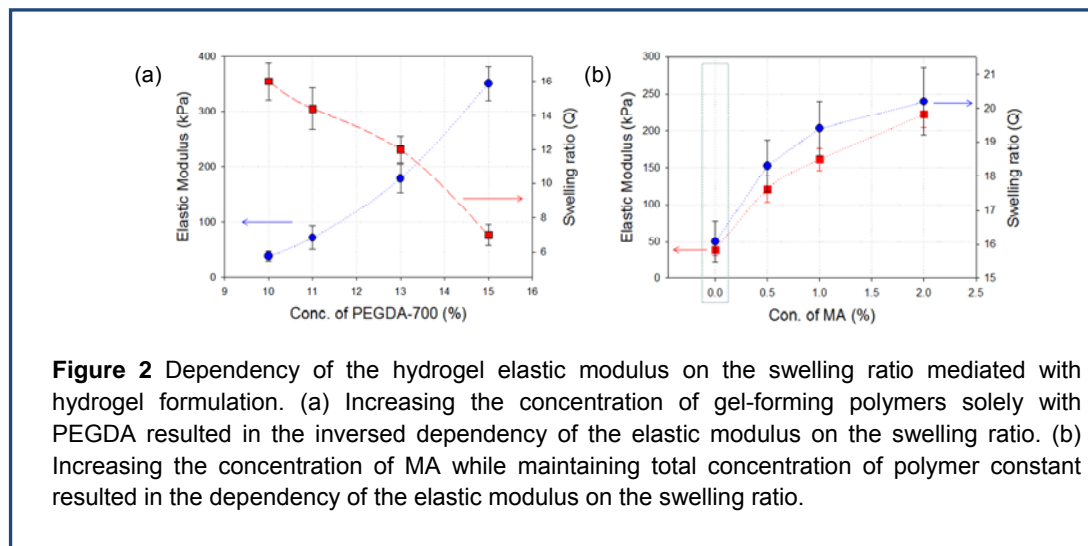 (a)
400
300
200
100
0
Elastic Modulus (kPa)
16
14
12
10
8
6
Swelling ratio (Q)
9 10 11 12 13 14 15 16
Conc. of PEGDA-700 (%)
(b)
300
250
200
150
100
50
0
Elastic Modulus (kPa)
21
20
19
18
17
16
15
Swelling ratio (Q)
0.0 0.5 1.0 1.5 2.0 2.5
Con. of MA (%)
Figure 2 Dependency of the hydrogel elastic modulus on the swelling ratio mediated with
hydrogel formulation. (a) Increasing the concentration of gel-forming polymers solely with
PEGDA resulted in the inversed dependency of the elastic modulus on the swelling ratio. (b)
Increasing the concentration of MA while maintaining total concentration of polymer constant
resulted in the dependency of the elastic modulus on the swelling ratio.